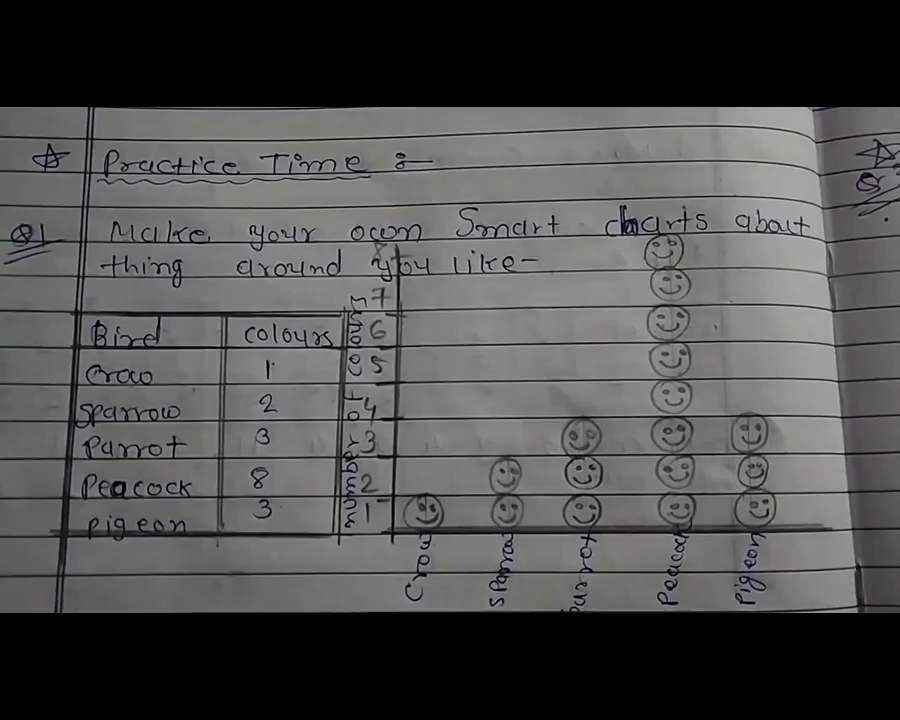 ☆ Practice Time :-
Q1 Make your own Smart charts about
thing around you like-
Bird colours
Crow 1
Sparrow 2
Parrot 3
Peacock 8
Pigeon 3
7
6
5
4
3
2
1
Number of colours
Crow Sparrow Parrot Peacock Pigeon
☆
Q